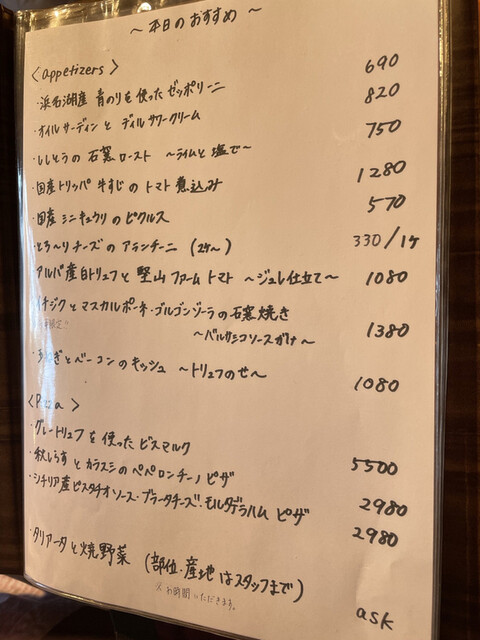 ～ 本日のおすすめ ～
〈appetizers〉
・浜名湖産 青のりを使ったゼッポリーニ 690
・オイルサーディンと ディルサワークリーム 820
・ししとうの 石窯ロースト ～ライムと塩で～ 750
・国産トリッパ 牛すじのトマト煮込み 1280
・国産ミニキュウリのピクルス 570
・とろ～りチーズのアランチーニ (2ケ～) 330/1ケ
アルバ産白トリュフと 堅山ファームトマト ～ジュレ仕立て～ 1080
イチジクとマスカルポーネ・ゴルゴンゾーラの石窯焼き
～バルサミコソースがけ～ 1380
とベーコンのキッシュ ～トリュフのせ～ 1080
〈Pizza〉
・グレートリュフを使ったビスマルク 5500
・秋しらすとカラスミのペペロンチーノピザ 2980
・シチリア産ピスタチオソース・ブラータチーズ・モルタデラハム ピザ 2980
・タリアータと焼野菜 (部位・産地はスタッフまで) ask
※お時間いただきます。